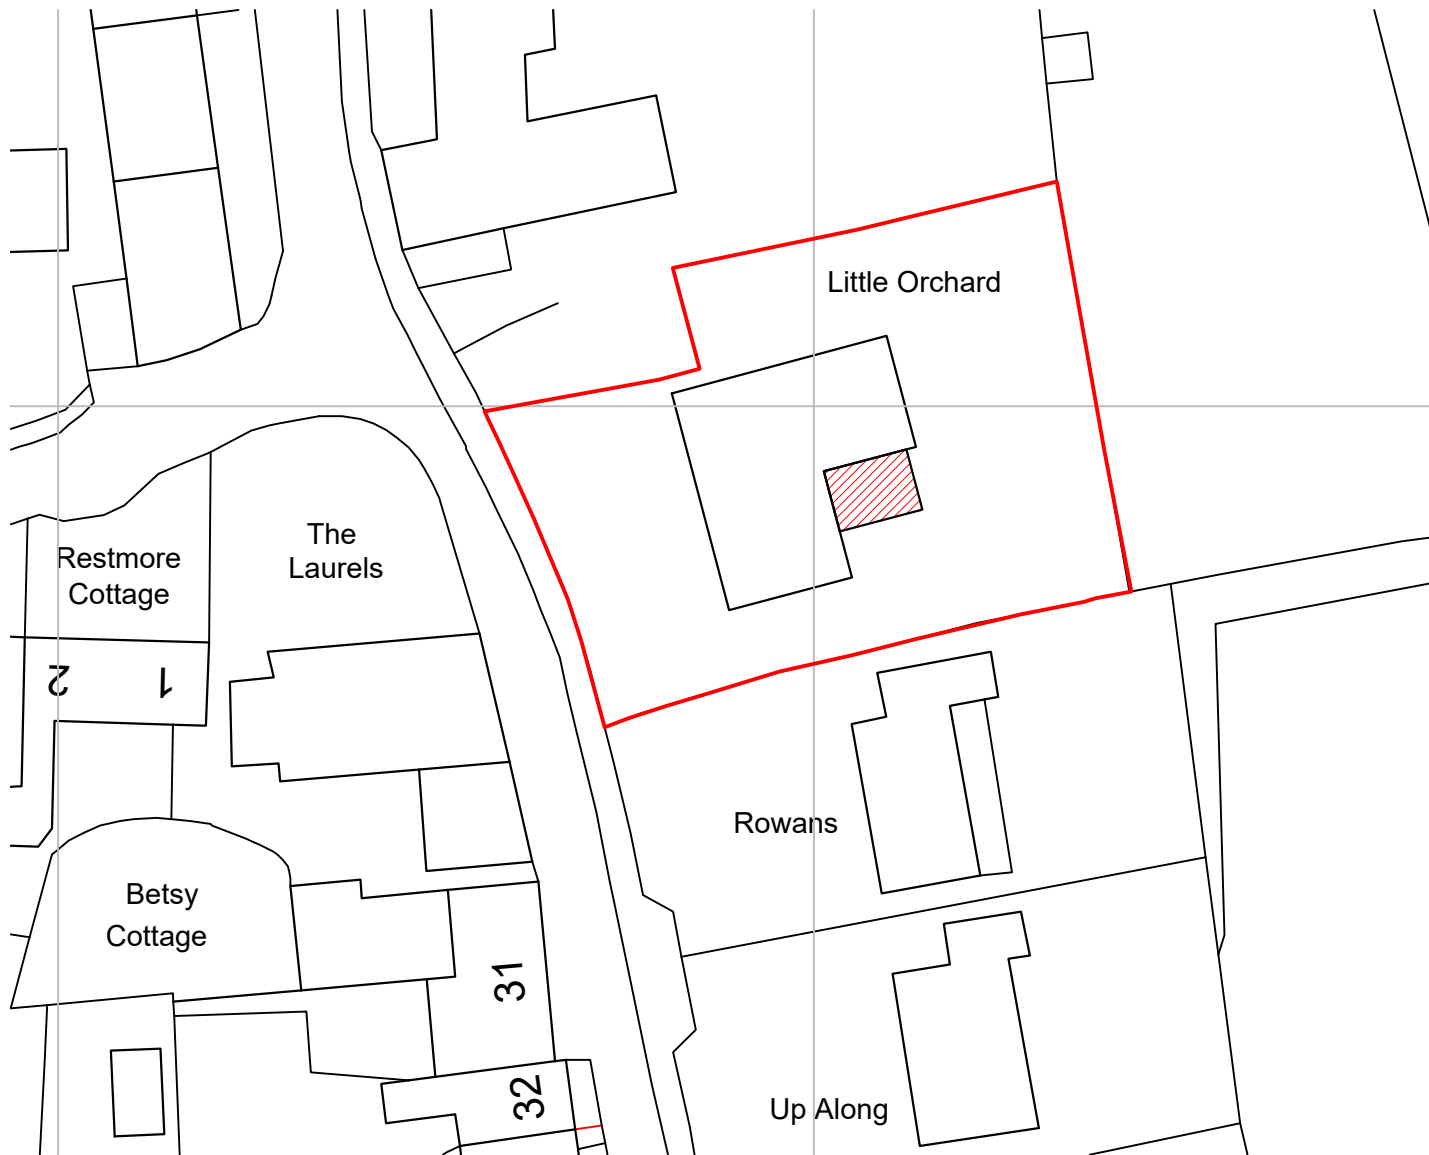 Little Orchard
The
Laurels
Restmore
Cottage
2
1
Rowans
Betsy
Cottage
31
32
Up Along